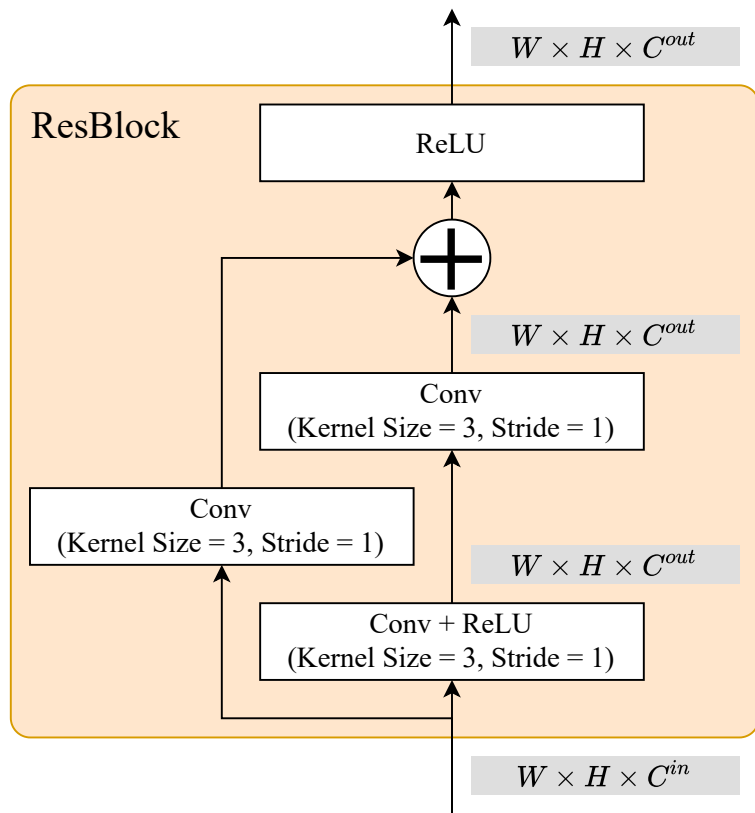 W × H × C^{out}
ResBlock
ReLU
W × H × C^{out}
Conv
(Kernel Size = 3, Stride = 1)
Conv
(Kernel Size = 3, Stride = 1)
W × H × C^{out}
Conv + ReLU
(Kernel Size = 3, Stride = 1)
W × H × C^{in}